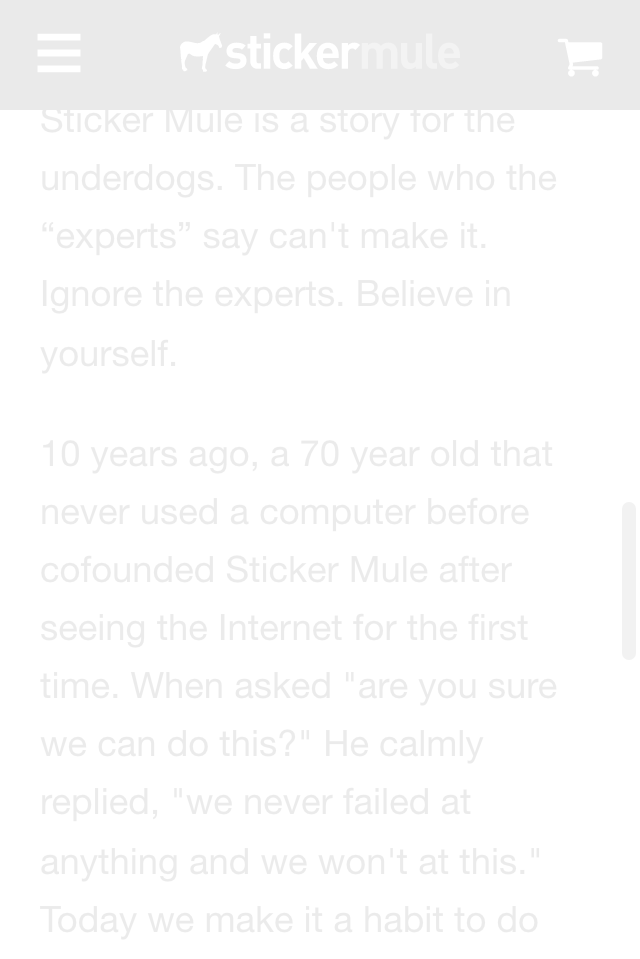 stickermule
Sticker Mule is a story for the
underdogs. The people who the
“experts” say can't make it.
Ignore the experts. Believe in
yourself.
10 years ago, a 70 year old that
never used a computer before
cofounded Sticker Mule after
seeing the Internet for the first
time. When asked "are you sure
we can do this?" He calmly
replied, "we never failed at
anything and we won't at this."
Today we make it a habit to do